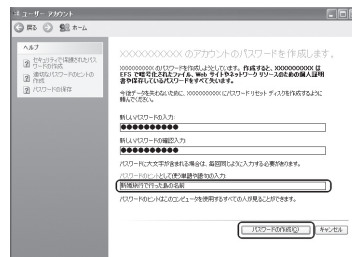 ユーザー アカウント
戻る
ホーム
ヘルプ
セキュリティで保護されたパスワードの作成
適切なパスワードのヒントの作成
パスワードの保存
XXXXXXXXXX のアカウントのパスワードを作成します。
XXXXXXXXXX のパスワードを作成しようとしています。作成すると、XXXXXXXXXX は
EFS で暗号化されたファイル、Web サイトやネットワーク リソースのための個人証明
書や保存しているパスワードをすべて失います。
今後データを失わないために、XXXXXXXXXX にパスワード リセット ディスクを作成するように
頼んでください。
新しいパスワードの入力:
●●●●●●●●●●
新しいパスワードの確認入力:
●●●●●●●●●●
パスワードに大文字が含まれる場合は、毎回同じように入力する必要があります。
パスワードのヒントとして使う単語や語句の入力:
新婚旅行で行った島の名前
パスワードのヒントはこのコンピュータを使用するすべての人が見ることができます。
パスワードの作成(C)
キャンセル